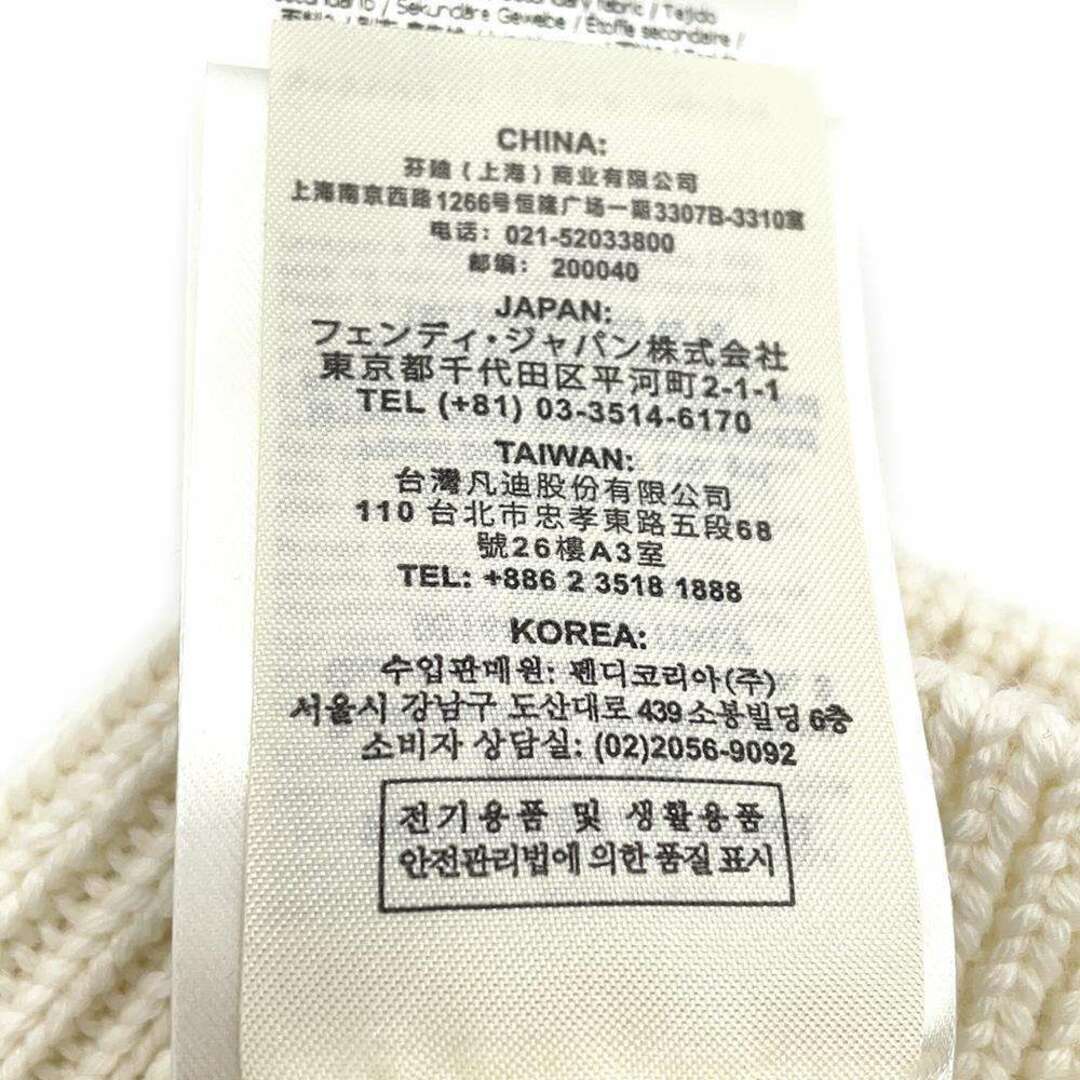 / Sekundäre Gewebe / Étoffe secondaire /
CHINA:
芬迪（上海）商业有限公司
上海南京西路1266号恒隆广场一期3307B-3310室
电话: 021-52033800
邮编: 200040
JAPAN:
フェンディ・ジャパン株式会社
東京都千代田区平河町2-1-1
TEL (+81) 03-3514-6170
TAIWAN:
台灣凡迪股份有限公司
110 台北市忠孝東路五段68
號26樓A3室
TEL: +886 2 3518 1888
KOREA:
수입판매원: 펜디코리아(주)
서울시 강남구 도산대로 439 소봉빌딩 6층
소비자 상담실: (02)2056-9092
전기용품 및 생활용품
안전관리법에 의한 품질 표시